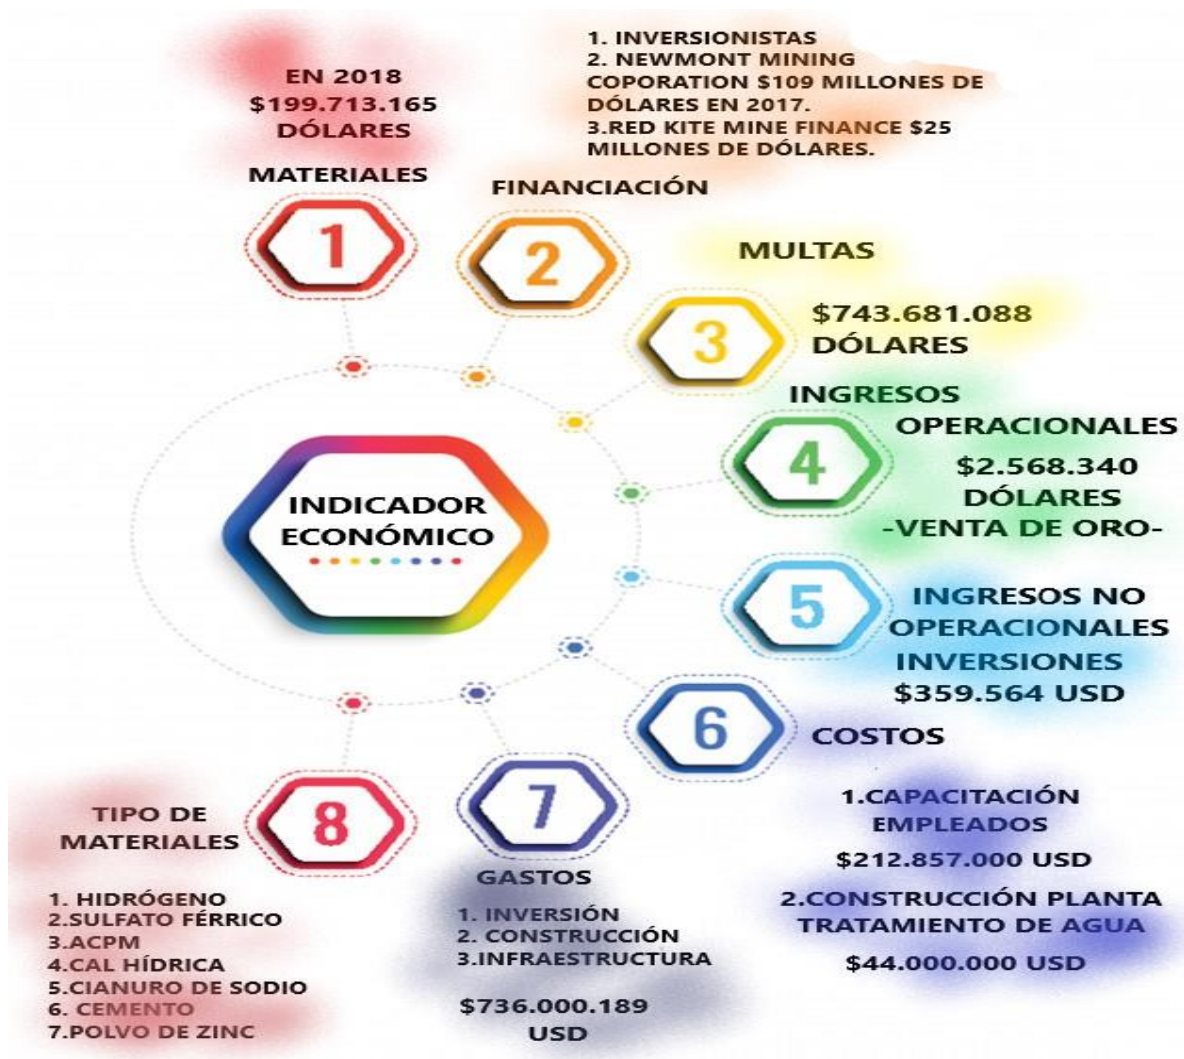 EN 2018
$199.713.165
DÓLARES
MATERIALES
1
1. INVERSIONISTAS
2. NEWMONT MINING
COPORATION $109 MILLONES DE
DÓLARES EN 2017.
3.RED KITE MINE FINANCE $25
MILLONES DE DÓLARES.
FINANCIACIÓN
2
MULTAS
3
$743.681.088
DÓLARES
INGRESOS
OPERACIONALES
4
$2.568.340
DÓLARES
-VENTA DE ORO-
INDICADOR
ECONÓMICO
5
INGRESOS NO
OPERACIONALES
INVERSIONES
$359.564 USD
6
COSTOS
1.CAPACITACIÓN
EMPLEADOS
$212.857.000 USD
2.CONSTRUCCIÓN PLANTA
TRATAMIENTO DE AGUA
$44.000.000 USD
7
GASTOS
1. INVERSIÓN
2. CONSTRUCCIÓN
3.INFRAESTRUCTURA
$736.000.189
USD
8
TIPO DE
MATERIALES
1. HIDRÓGENO
2.SULFATO FÉRRICO
3.ACPM
4.CAL HÍDRICA
5.CIANURO DE SODIO
6. CEMENTO
7.POLVO DE ZINC